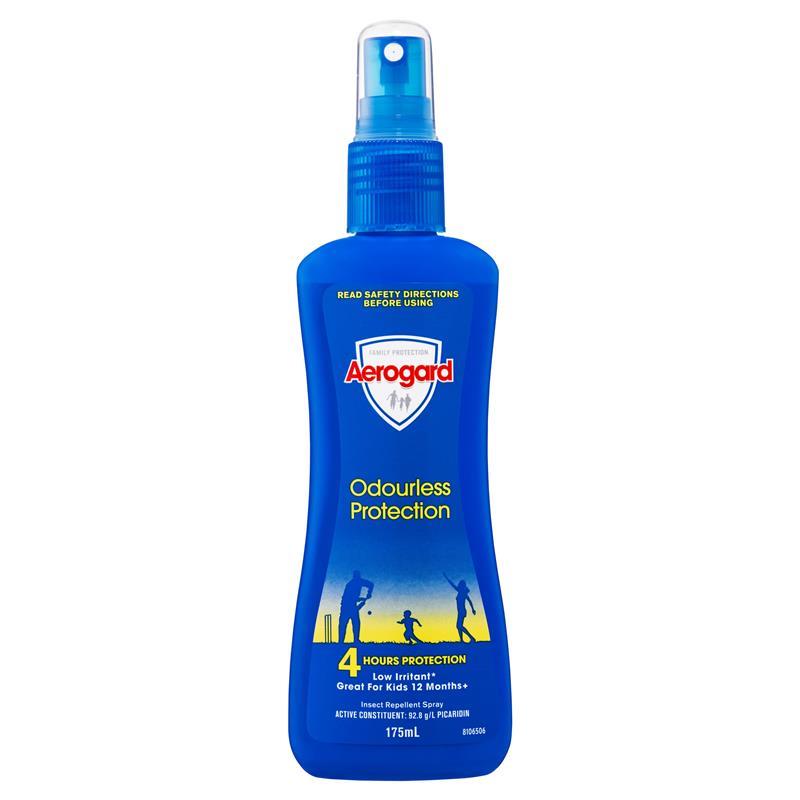 READ SAFETY DIRECTIONS
BEFORE USING
FAMILY PROTECTION
Aerogard
Odourless
Protection
4 HOURS PROTECTION
Low Irritant*
Great For Kids 12 Months+
Insect Repellent Spray
ACTIVE CONSTITUENT: 92.8 g/L PICARIDIN
175mL
8106506